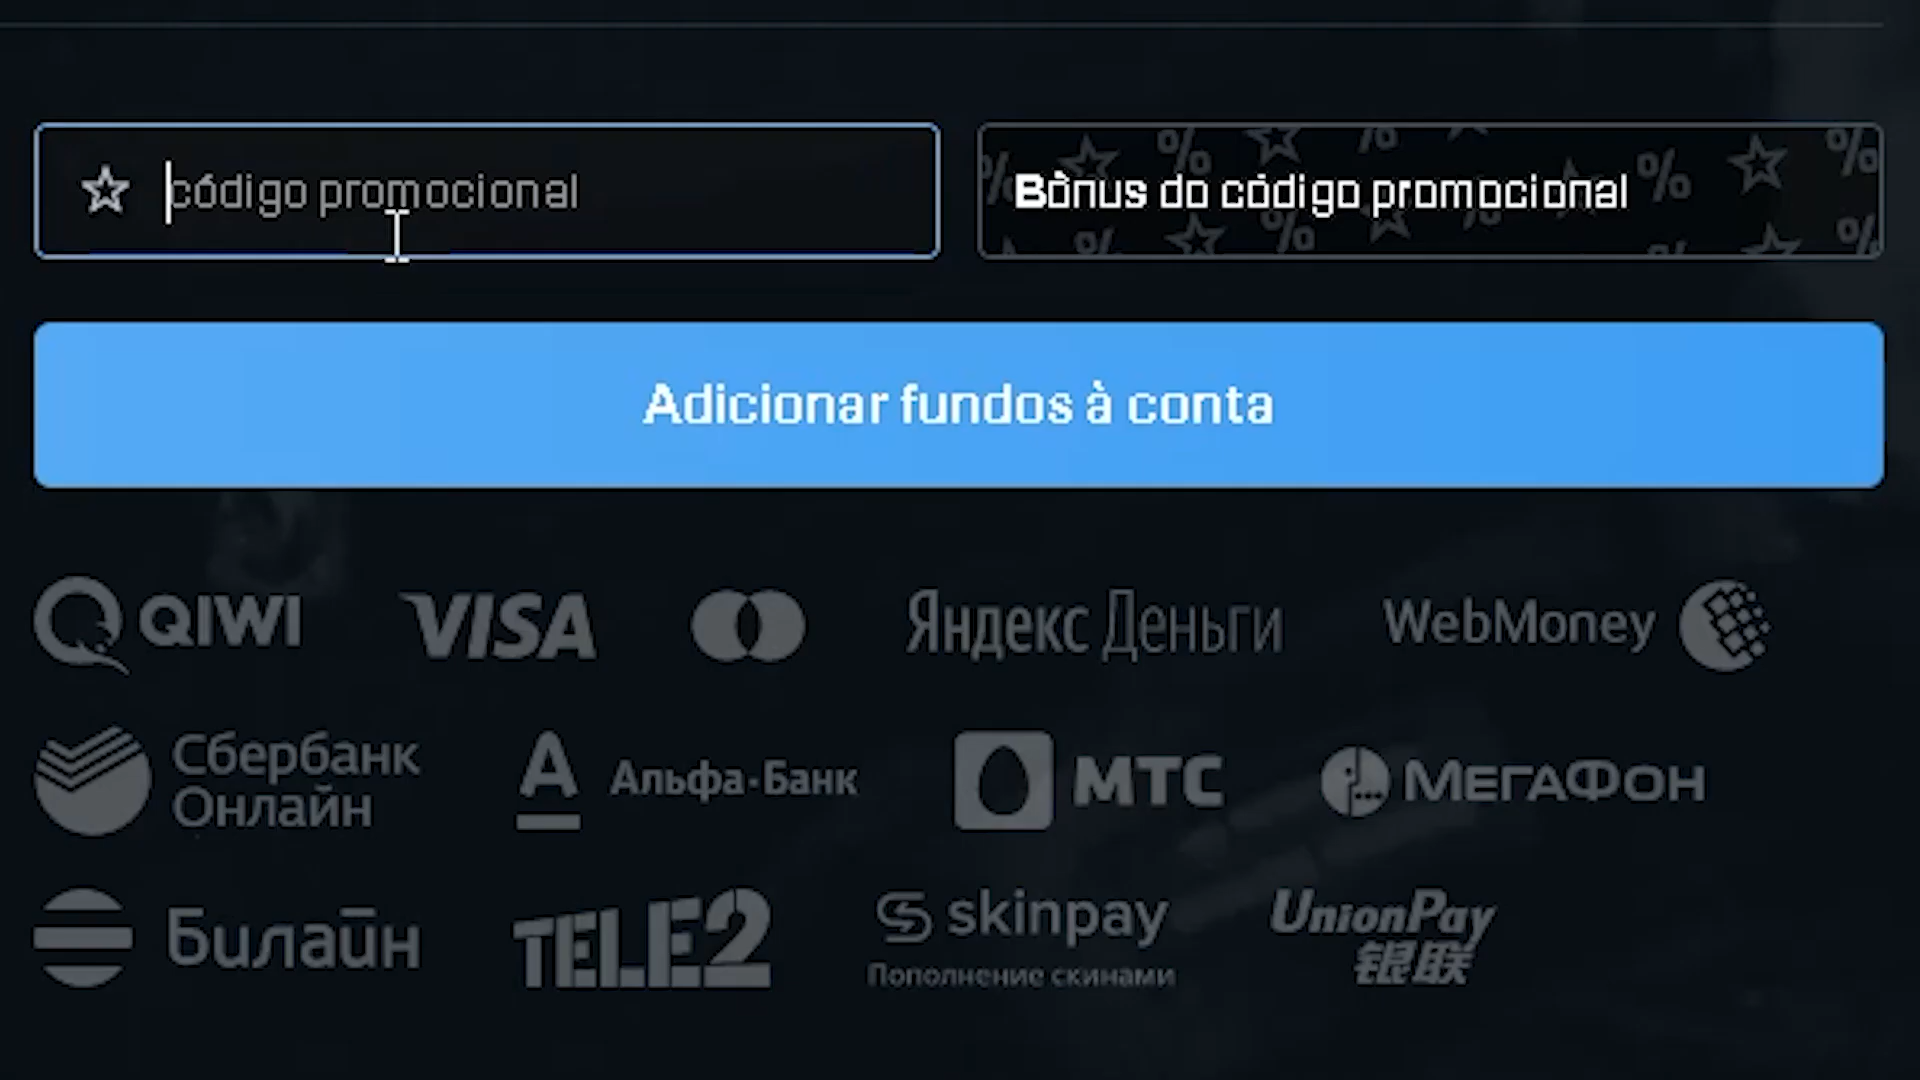 código promocional
Bônus do código promocional
Adicionar fundos à conta
QIWI VISA Яндекс Деньги WebMoney
Сбербанк Онлайн
А Альфа·Банк
МТС МЕГАФОН
Билайн TELE2
skinpay
Пополнение скинами
UnionPay
银联